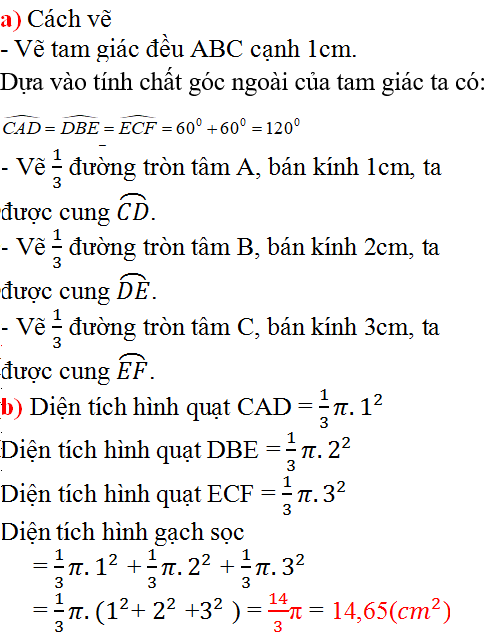 a) Cách vẽ
- Vẽ tam giác đều ABC cạnh 1cm.
Dựa vào tính chất góc ngoài của tam giác ta có:
$\widehat{CAD} = \widehat{DBE} = \widehat{ECF} = 60^0 + 60^0 = 120^0$
- Vẽ $\frac{1}{3}$ đường tròn tâm A, bán kính 1cm, ta
được cung $\overset{\frown}{CD}$.
- Vẽ $\frac{1}{3}$ đường tròn tâm B, bán kính 2cm, ta
được cung $\overset{\frown}{DE}$.
- Vẽ $\frac{1}{3}$ đường tròn tâm C, bán kính 3cm, ta
được cung $\overset{\frown}{EF}$.
b) Diện tích hình quạt CAD = $\frac{1}{3}\pi.1^2$
Diện tích hình quạt DBE = $\frac{1}{3}\pi.2^2$
Diện tích hình quạt ECF = $\frac{1}{3}\pi.3^2$
Diện tích hình gạch sọc
= $\frac{1}{3}\pi.1^2 + \frac{1}{3}\pi.2^2 + \frac{1}{3}\pi.3^2$
= $\frac{1}{3}\pi.(1^2 + 2^2 + 3^2) = \frac{14}{3}\pi = 14,65(cm^2)$